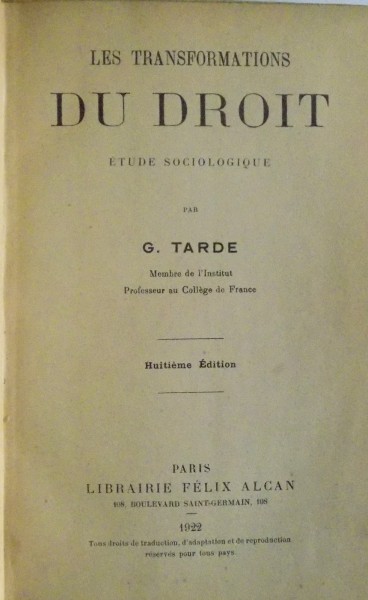 LES TRANSFORMATIONS
DU DROIT
ÉTUDE SOCIOLOGIQUE
PAR
G. TARDE
Membre de l'Institut
Professeur au Collège de France
Huitième Édition
PARIS
LIBRAIRIE FÉLIX ALCAN
108, BOULEVARD SAINT-GERMAIN, 108
1922
Tous droits de traduction, d'adaptation et de reproduction
réservés pour tous pays.